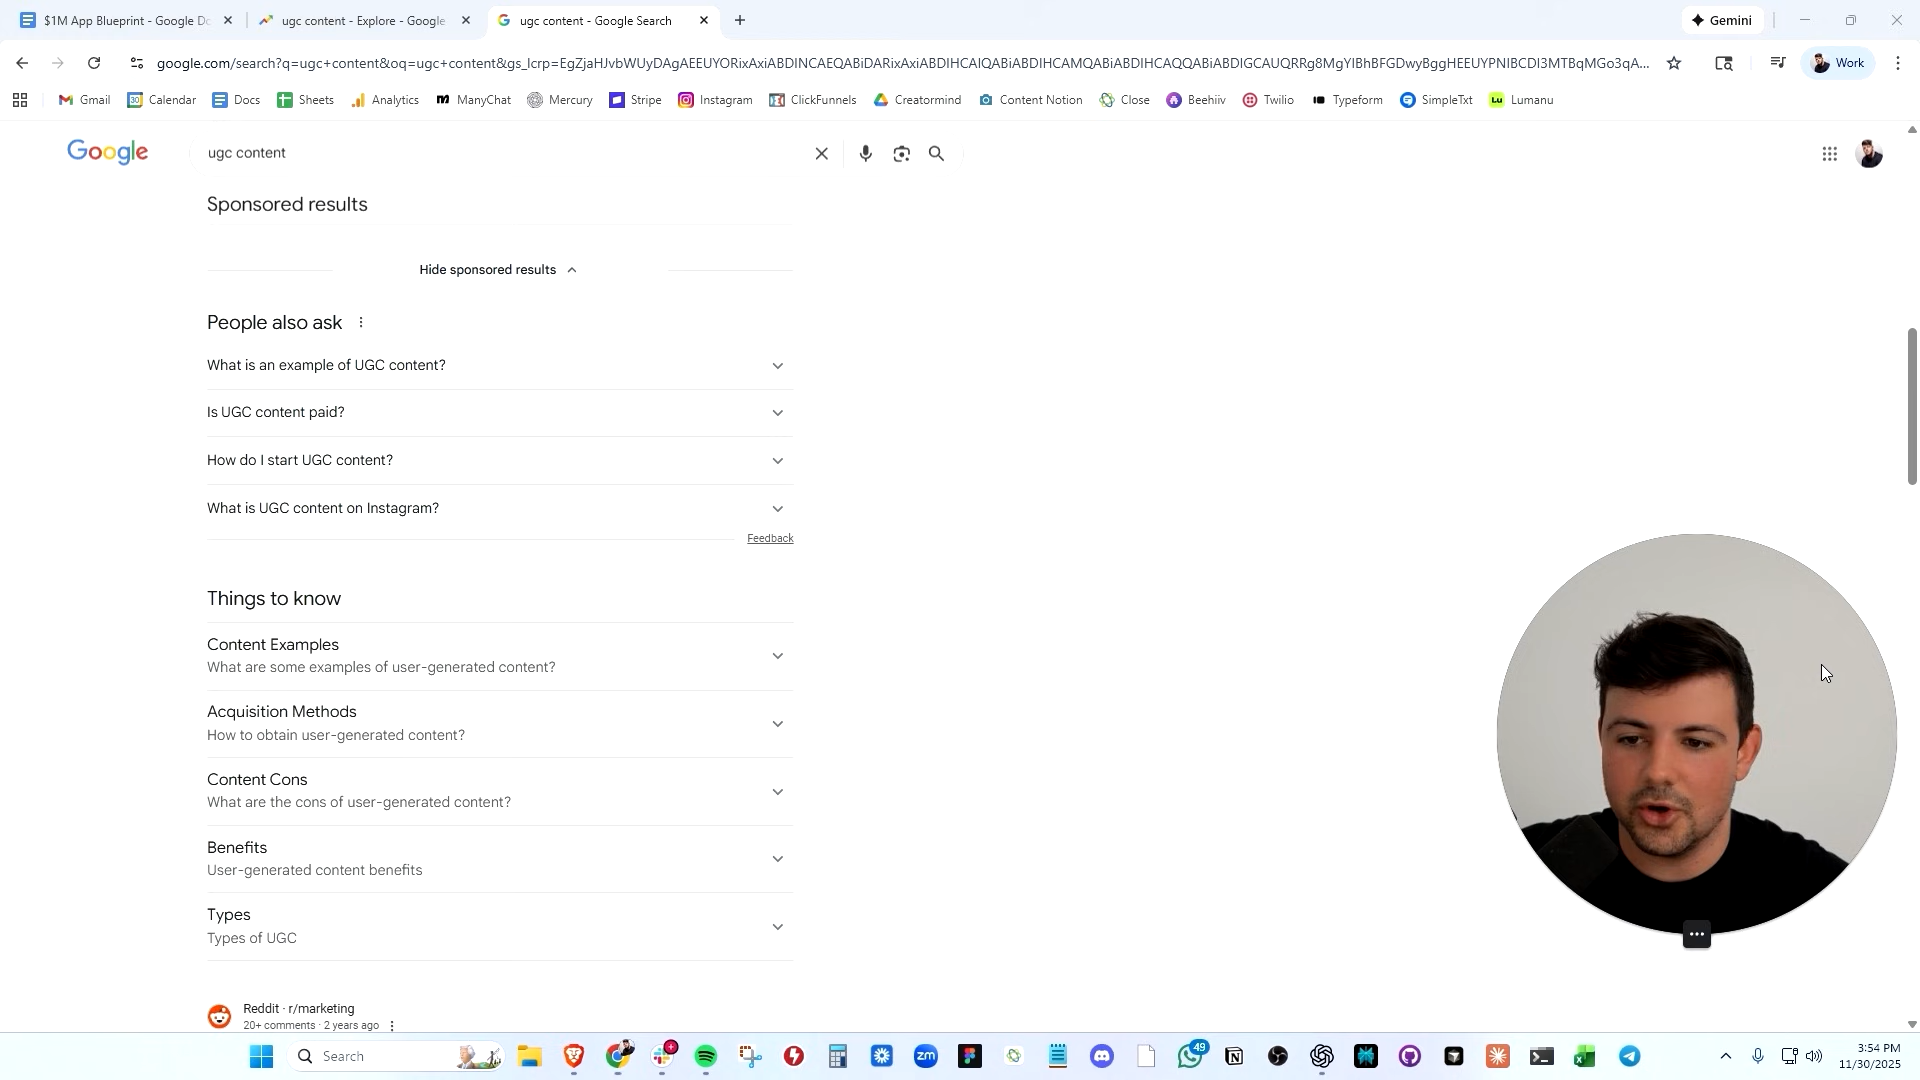 $1M App Blueprint - Google Dc
ugc content - Explore - Google
ugc content - Google Search
Gemini
google.com/search?q=ugc+content&oq=ugc+content&gs_lcrp=EgZjaHJvbWUyDAgAEEUYORixAxiABDINCAEQABiDARixAxiABDIHCAIQABiABDIHCAMQABiABDIHCAQQABiABDIGCAUQRRg8MgYIBhBFGDwyBggHEEUYPNIBCDI3MTBqMGo3qA...
Work
Gmail
Calendar
Docs
Sheets
Analytics
ManyChat
Mercury
Stripe
Instagram
ClickFunnels
Creatormind
Content Notion
Close
Beehiiv
Twilio
Typeform
SimpleTxt
Lu
Lumanu
Google
ugc content
Sponsored results
Hide sponsored results
People also ask
What is an example of UGC content?
Is UGC content paid?
How do I start UGC content?
What is UGC content on Instagram?
Feedback
Things to know
Content Examples
What are some examples of user-generated content?
Acquisition Methods
How to obtain user-generated content?
Content Cons
What are the cons of user-generated content?
Benefits
User-generated content benefits
Types
Types of UGC
Reddit · r/marketing
20+ comments · 2 years ago
Search
zm
49
3:54 PM
11/30/2025